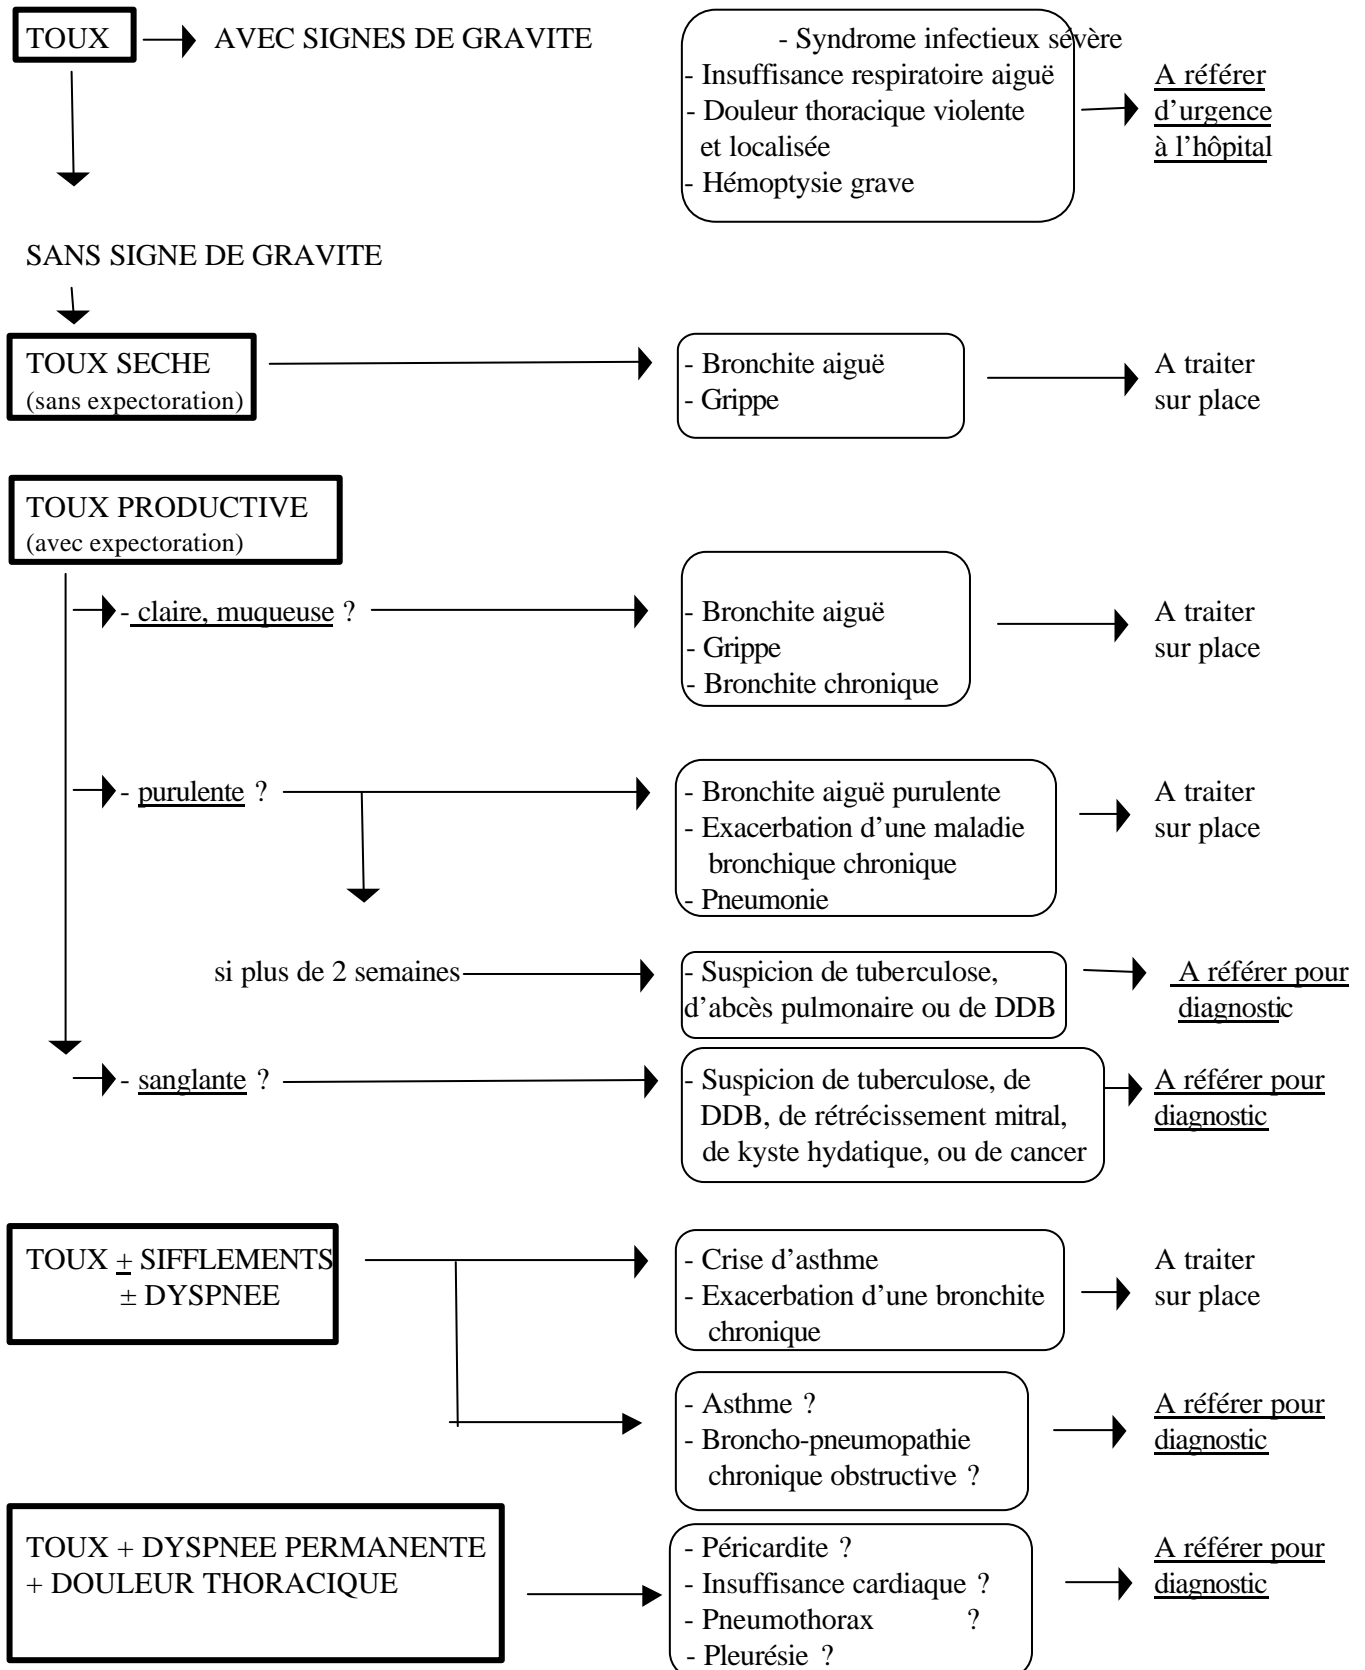 TOUX
AVEC SIGNES DE GRAVITE
- Syndrome infectieux sévère
- Insuffisance respiratoire aiguë
- Douleur thoracique violente
et localisée
- Hémoptysie grave
A référer
d’urgence
à l’hôpital
SANS SIGNE DE GRAVITE
TOUX SECHE
(sans expectoration)
- Bronchite aiguë
- Grippe
A traiter
sur place
TOUX PRODUCTIVE
(avec expectoration)
- claire, muqueuse ?
- Bronchite aiguë
- Grippe
- Bronchite chronique
A traiter
sur place
- purulente ?
- Bronchite aiguë purulente
- Exacerbation d’une maladie
bronchique chronique
- Pneumonie
A traiter
sur place
si plus de 2 semaines
- Suspicion de tuberculose,
d’abcès pulmonaire ou de DDB
A référer pour
diagnostic
- sanglante ?
- Suspicion de tuberculose, de
DDB, de rétrécissement mitral,
de kyste hydatique, ou de cancer
A référer pour
diagnostic
TOUX ± SIFFLEMENTS
± DYSPNEE
- Crise d’asthme
- Exacerbation d’une bronchite
chronique
A traiter
sur place
- Asthme ?
- Broncho-pneumopathie
chronique obstructive ?
A référer pour
diagnostic
TOUX + DYSPNEE PERMANENTE
+ DOULEUR THORACIQUE
- Péricardite ?
- Insuffisance cardiaque ?
- Pneumothorax ?
- Pleurésie ?
A référer pour
diagnostic